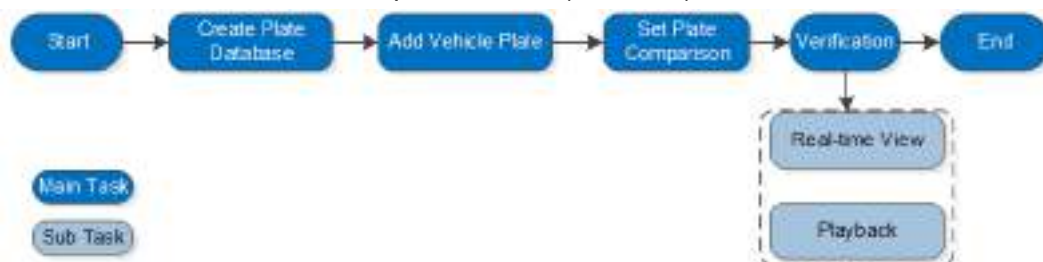 Start
Create Plate
Database
Add Vehicle Plate
Set Plate
Comparison
Verification
End
Real-time View
Playback
Main Task
Sub Task